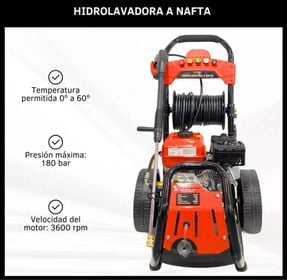 HIDROLAVADORA A NAFTA
Temperatura
permitida 0° a 60°
Presión máxima:
180 bar
Velocidad del
motor: 3600 rpm